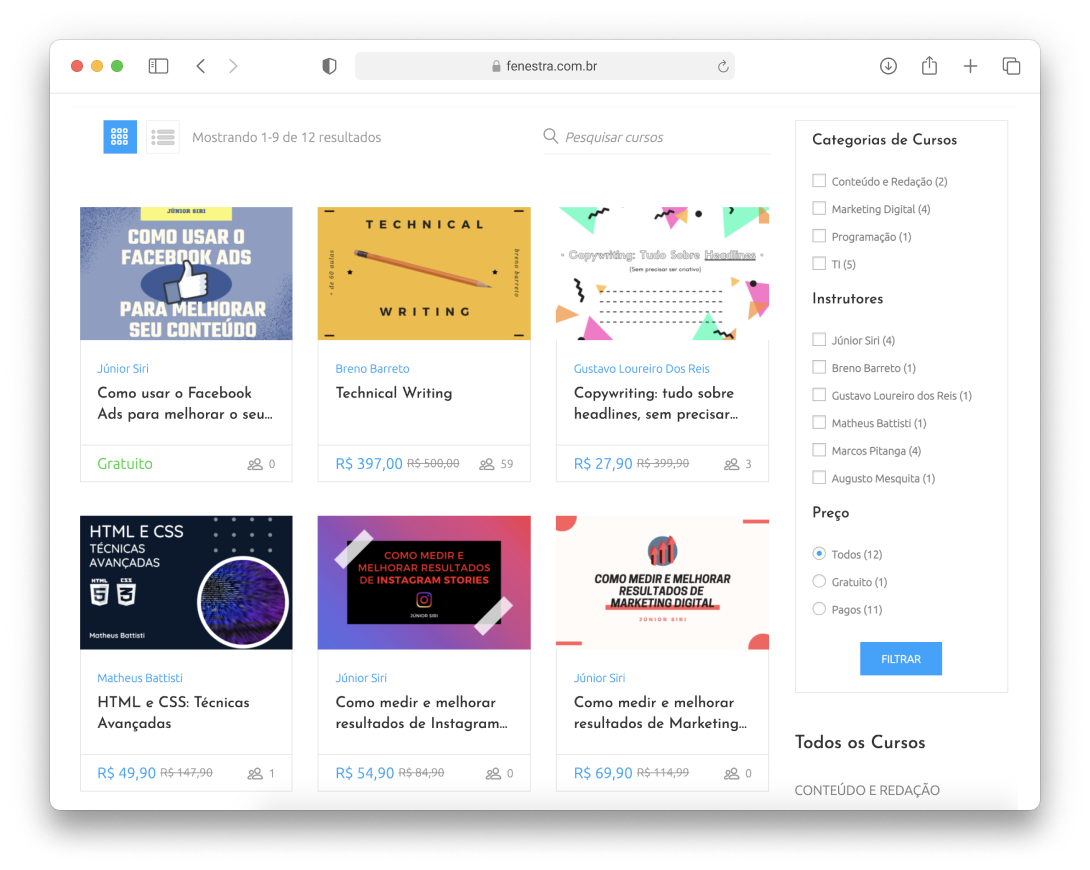 fenestra.com.br
Mostrando 1-9 de 12 resultados
Pesquisar cursos
JÚNIOR SIRI
COMO USAR O
FACEBOOK ADS
PARA MELHORAR
SEU CONTEÚDO
Júnior Siri
Como usar o Facebook
Ads para melhorar o seu...
Gratuito
0
TECHNICAL
+ de 60 aulas
breno barreto
WRITING
Breno Barreto
Technical Writing
R$ 397,00 R$ 500,00
59
Copywriting: Tudo Sobre Headlines
(Sem precisar ser criativo)
Gustavo Loureiro Dos Reis
Copywriting: tudo sobre
headlines, sem precisar...
R$ 27,90 R$ 399,90
3
HTML E CSS
TÉCNICAS
AVANÇADAS
HTML CSS
5 3
Matheus Battisti
Matheus Battisti
HTML e CSS: Técnicas
Avançadas
R$ 49,90 R$ 147,90
1
COMO MEDIR E
MELHORAR RESULTADOS
DE INSTAGRAM STORIES
JÚNIOR SIRI
Júnior Siri
Como medir e melhorar
resultados de Instagram...
R$ 54,90 R$ 84,90
0
COMO MEDIR E MELHORAR
RESULTADOS DE
MARKETING DIGITAL
JÚNIOR SIRI
Júnior Siri
Como medir e melhorar
resultados de Marketing...
R$ 69,90 R$ 114,99
0
Categorias de Cursos
Conteúdo e Redação (2)
Marketing Digital (4)
Programação (1)
TI (5)
Instrutores
Júnior Siri (4)
Breno Barreto (1)
Gustavo Loureiro dos Reis (1)
Matheus Battisti (1)
Marcos Pitanga (4)
Augusto Mesquita (1)
Preço
Todos (12)
Gratuito (1)
Pagos (11)
FILTRAR
Todos os Cursos
CONTEÚDO E REDAÇÃO